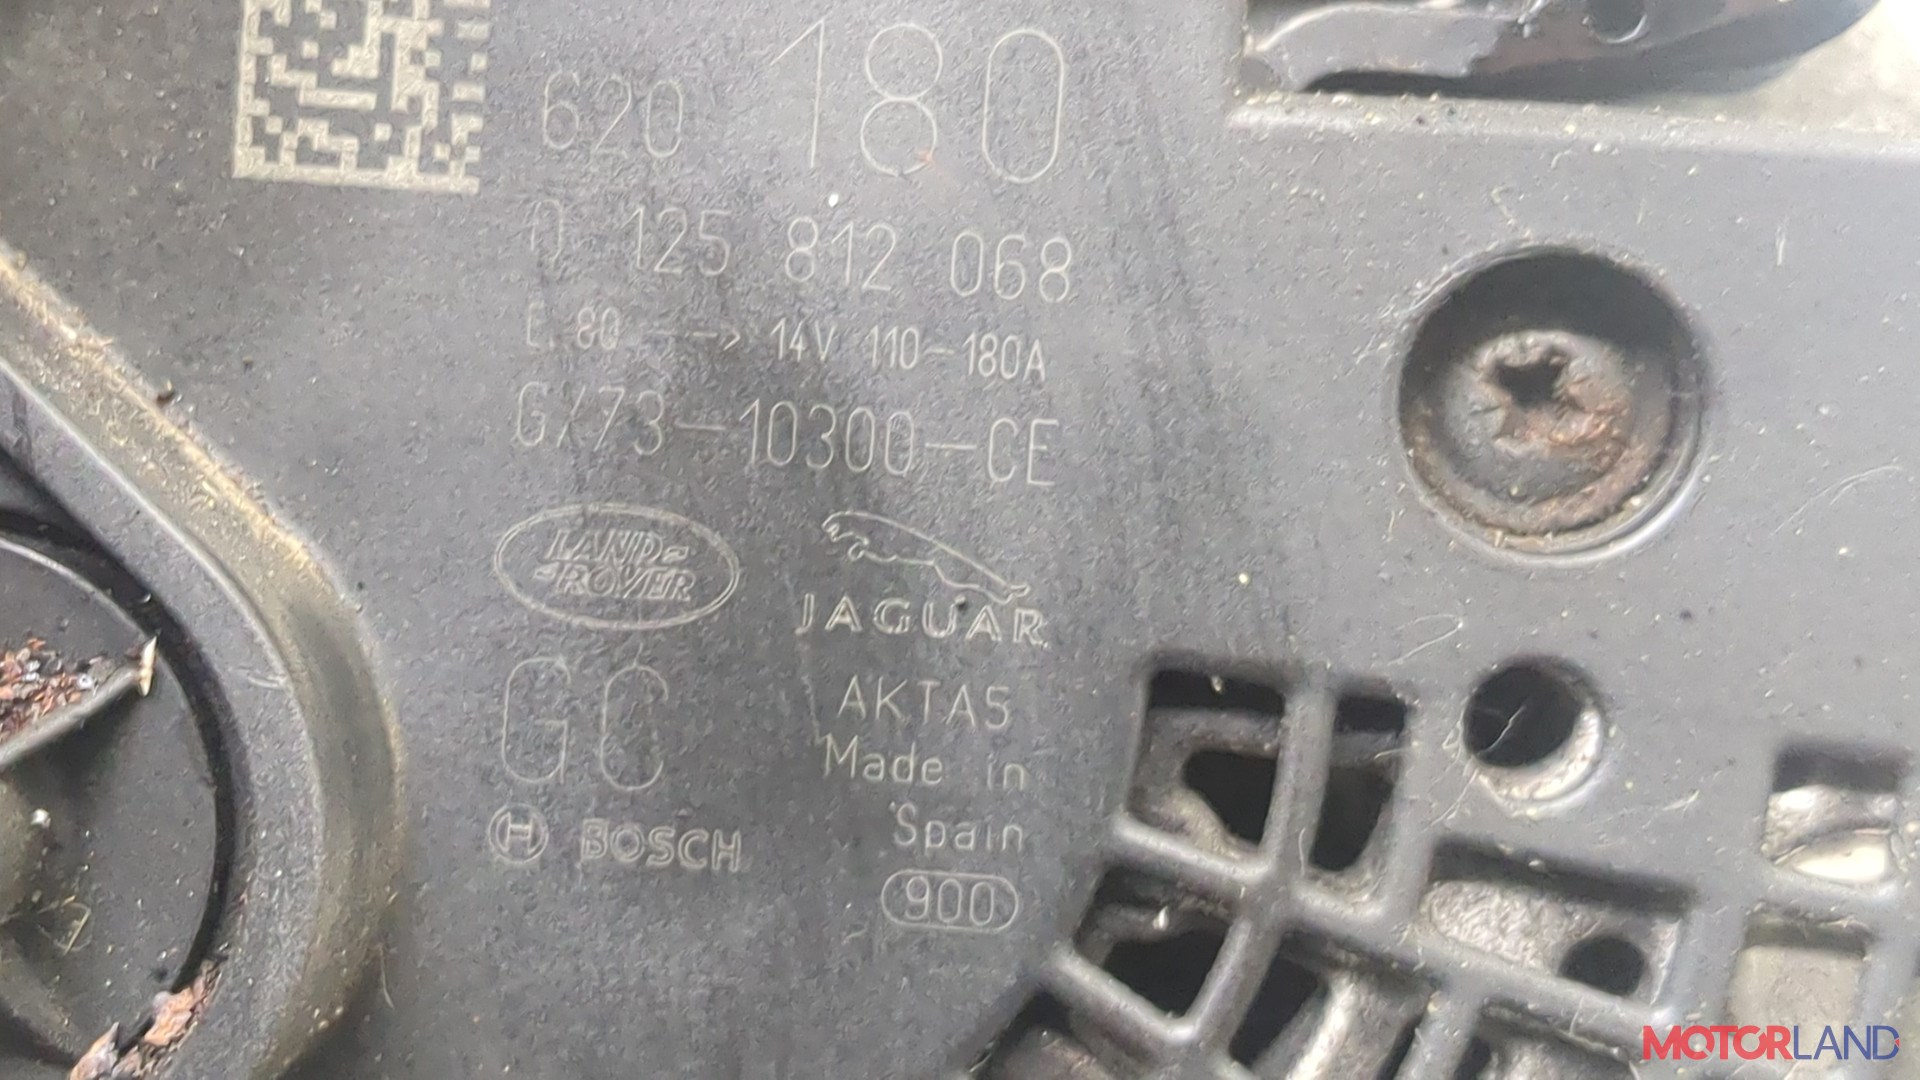 620 180
0 125 812 068
E 80 --> 14V 110-180A
GX73-10300-CE
LAND-
-ROVER
JAGUAR
GC
AKTAS
Made in
Spain
BOSCH
900
MOTORLAND